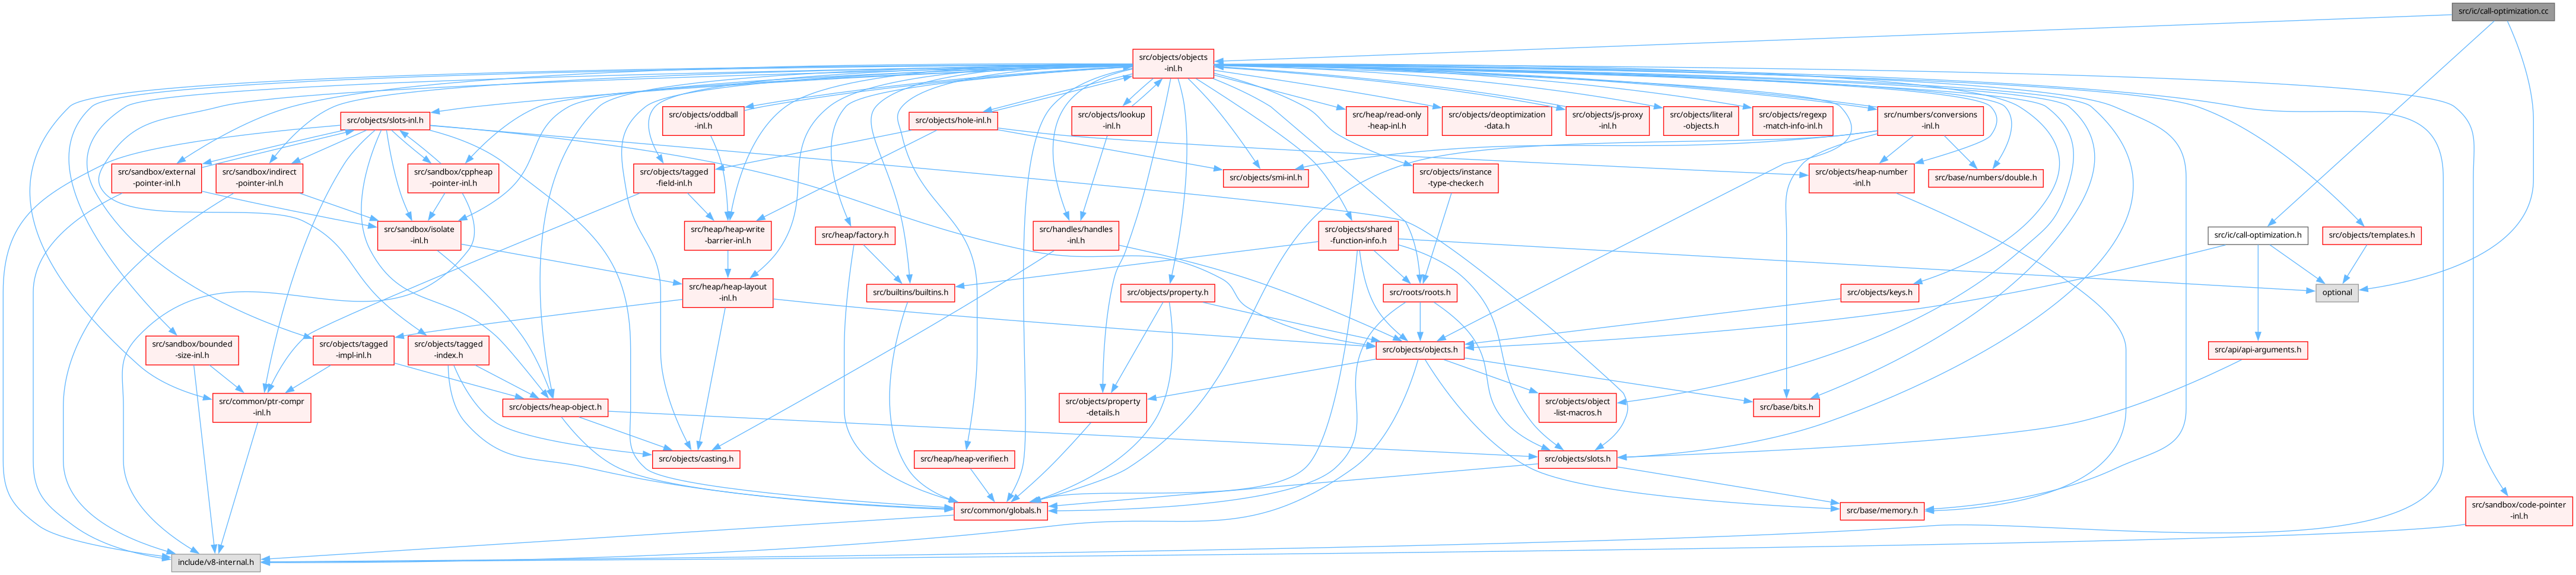 src/ic/call-optimization.cc
src/objects/objects
-inl.h
src/objects/slots-inl.h
src/objects/oddball
-inl.h
src/objects/hole-inl.h
src/objects/lookup
-inl.h
src/heap/read-only
-heap-inl.h
src/objects/deoptimization
-data.h
src/objects/js-proxy
-inl.h
src/objects/literal
-objects.h
src/objects/regexp
-match-info-inl.h
src/numbers/conversions
-inl.h
src/sandbox/external
-pointer-inl.h
src/sandbox/indirect
-pointer-inl.h
src/sandbox/cppheap
-pointer-inl.h
src/objects/tagged
-field-inl.h
src/objects/smi-inl.h
src/objects/instance
-type-checker.h
src/objects/heap-number
-inl.h
src/base/numbers/double.h
src/sandbox/isolate
-inl.h
src/heap/heap-write
-barrier-inl.h
src/heap/factory.h
src/handles/handles
-inl.h
src/objects/shared
-function-info.h
src/ic/call-optimization.h
src/objects/templates.h
src/heap/heap-layout
-inl.h
src/builtins/builtins.h
src/objects/property.h
src/roots/roots.h
src/objects/keys.h
optional
src/sandbox/bounded
-size-inl.h
src/objects/tagged
-impl-inl.h
src/objects/tagged
-index.h
src/objects/objects.h
src/api/api-arguments.h
src/common/ptr-compr
-inl.h
src/objects/heap-object.h
src/objects/property
-details.h
src/objects/object
-list-macros.h
src/base/bits.h
src/objects/casting.h
src/heap/heap-verifier.h
src/objects/slots.h
src/common/globals.h
src/base/memory.h
src/sandbox/code-pointer
-inl.h
include/v8-internal.h